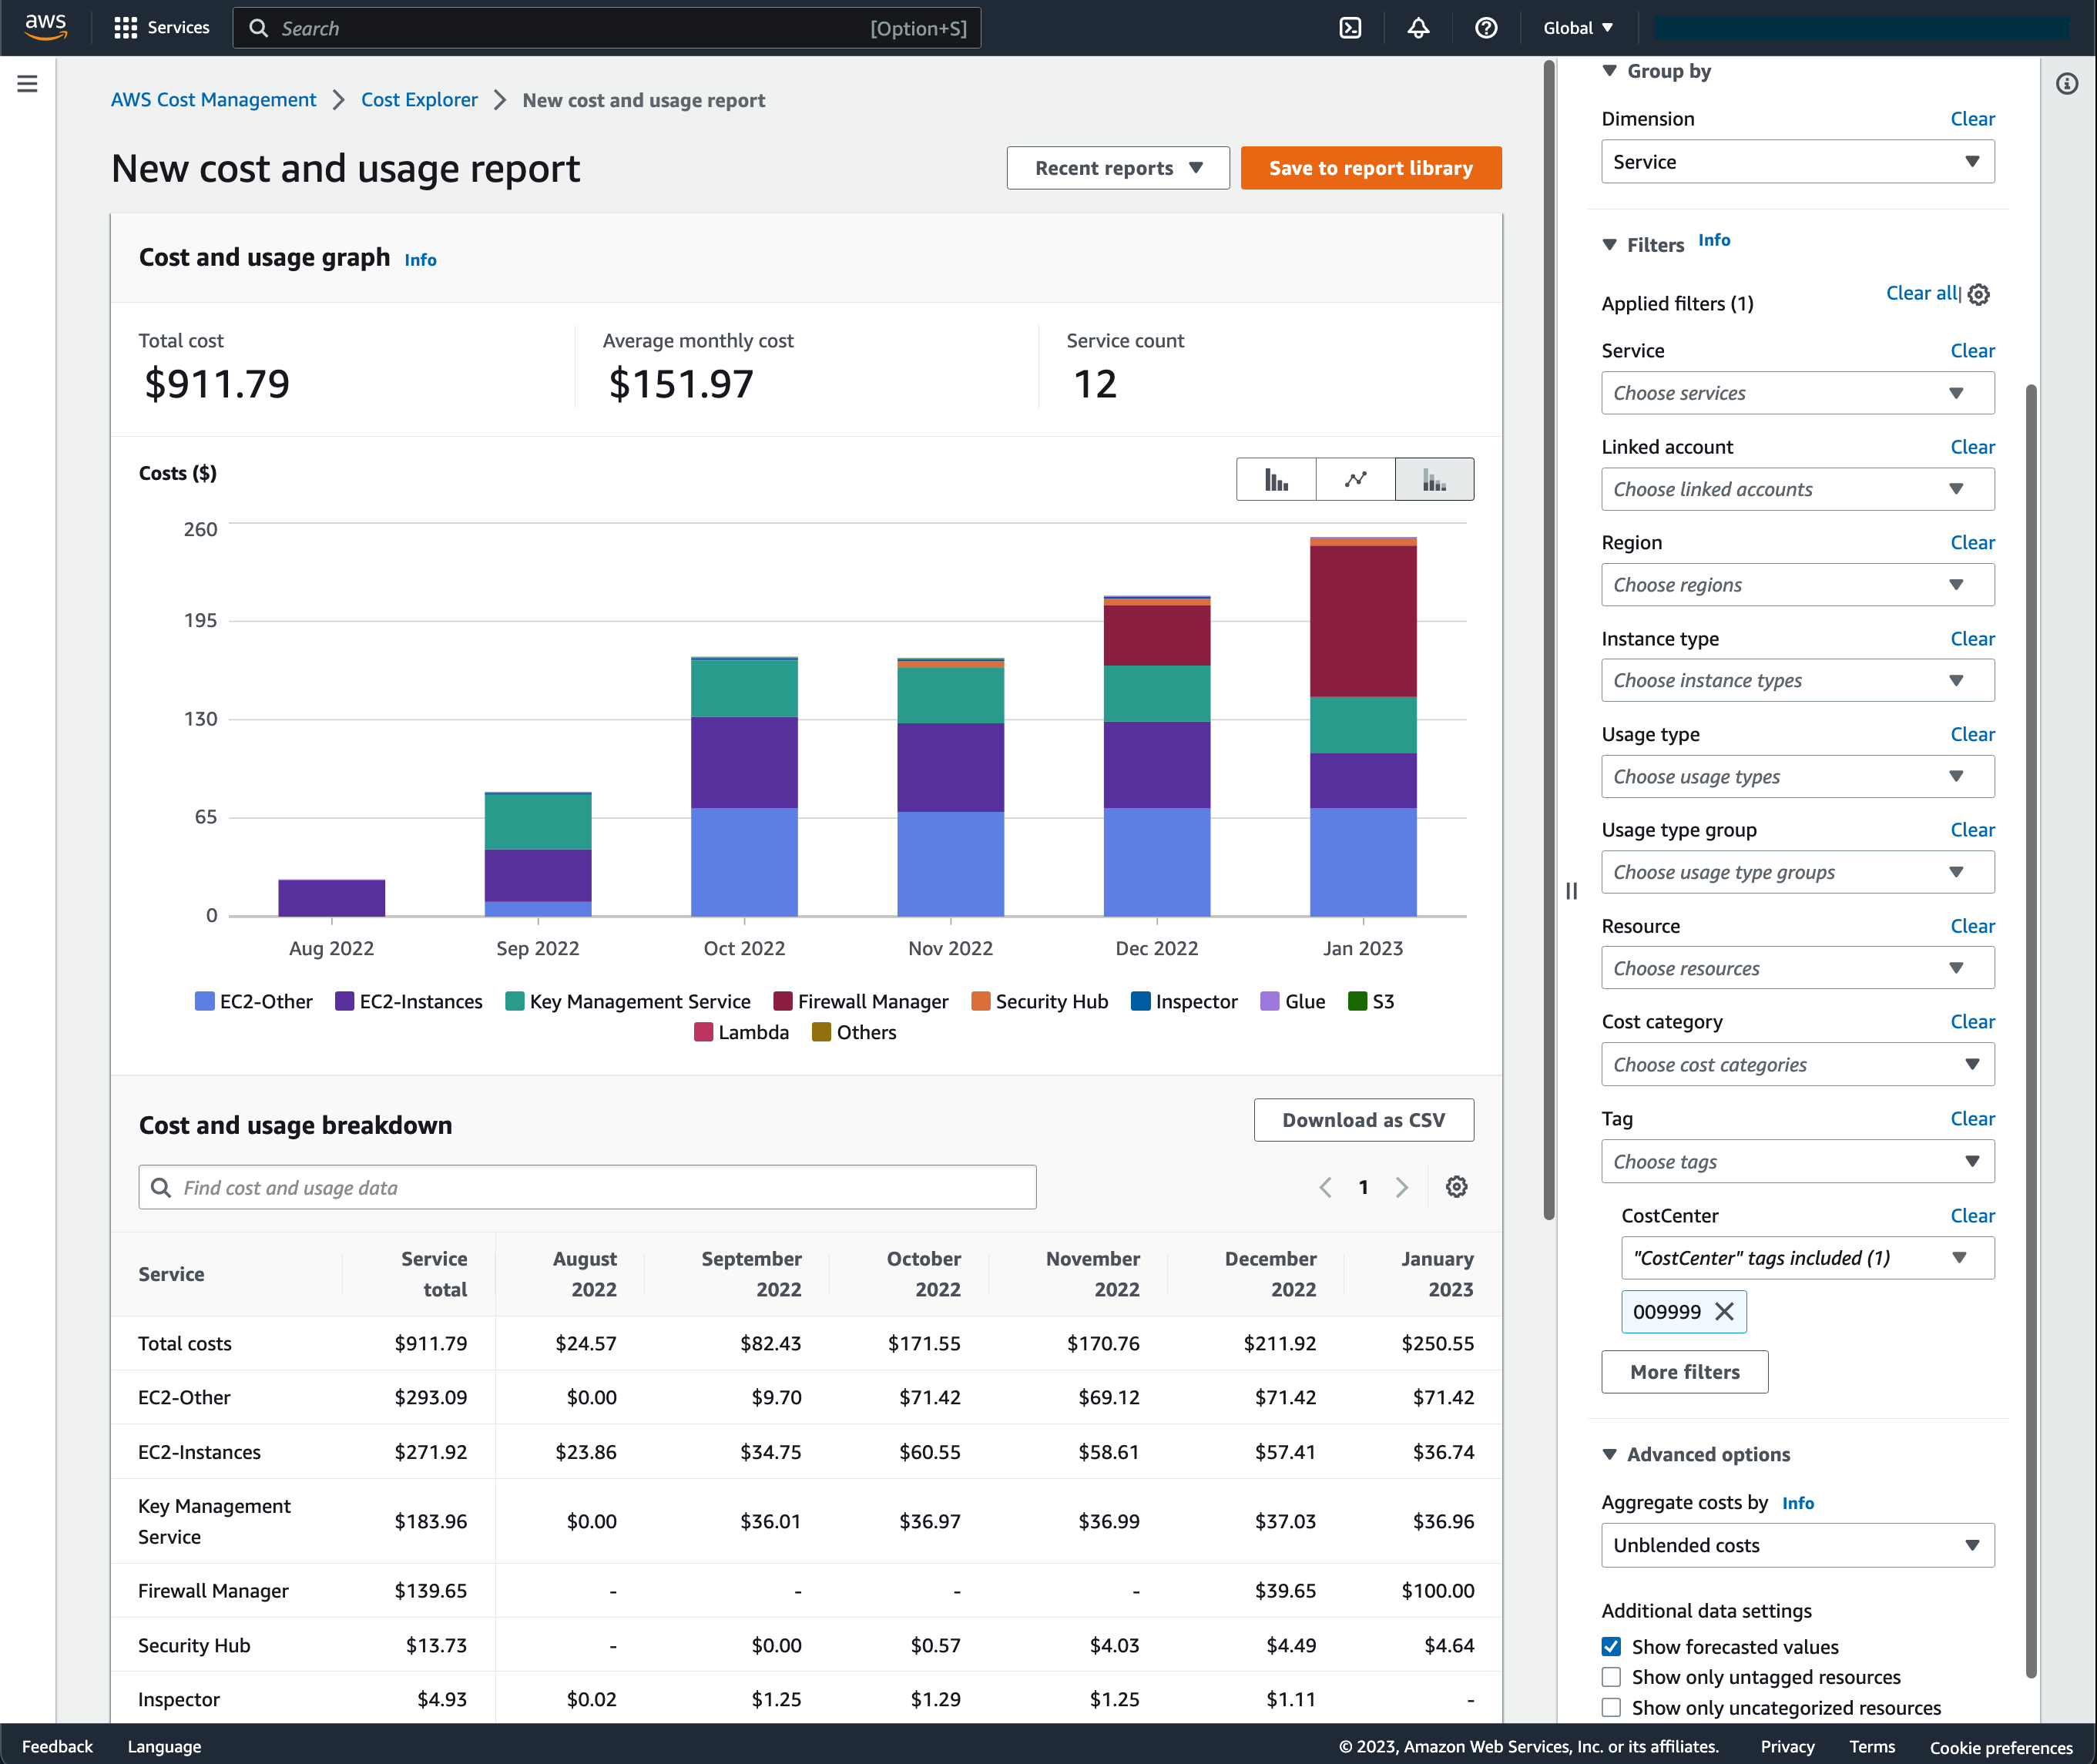 aws
Services
Search
[Option+S]
Global
AWS Cost Management
Cost Explorer
New cost and usage report
New cost and usage report
Recent reports
Save to report library
Cost and usage graph Info
Total cost
$911.79
Average monthly cost
$151.97
Service count
12
Costs ($)
260
195
130
65
0
Aug 2022
Sep 2022
Oct 2022
Nov 2022
Dec 2022
Jan 2023
EC2-Other
EC2-Instances
Key Management Service
Firewall Manager
Security Hub
Inspector
Glue
S3
Lambda
Others
Cost and usage breakdown
Download as CSV
Find cost and usage data
1
Service
Service total
August 2022
September 2022
October 2022
November 2022
December 2022
January 2023
Total costs $911.79 $24.57 $82.43 $171.55 $170.76 $211.92 $250.55
EC2-Other $293.09 $0.00 $9.70 $71.42 $69.12 $71.42 $71.42
EC2-Instances $271.92 $23.86 $34.75 $60.55 $58.61 $57.41 $36.74
Key Management Service $183.96 $0.00 $36.01 $36.97 $36.99 $37.03 $36.96
Firewall Manager $139.65 - - - - $39.65 $100.00
Security Hub $13.73 - $0.00 $0.57 $4.03 $4.49 $4.64
Inspector $4.93 $0.02 $1.25 $1.29 $1.25 $1.11 -
Group by
Dimension Clear
Service
Filters Info
Applied filters (1) Clear all|
Service Clear
Choose services
Linked account Clear
Choose linked accounts
Region Clear
Choose regions
Instance type Clear
Choose instance types
Usage type Clear
Choose usage types
Usage type group Clear
Choose usage type groups
Resource Clear
Choose resources
Cost category Clear
Choose cost categories
Tag Clear
Choose tags
CostCenter Clear
"CostCenter" tags included (1)
009999
More filters
Advanced options
Aggregate costs by Info
Unblended costs
Additional data settings
Show forecasted values
Show only untagged resources
Show only uncategorized resources
Feedback
Language
© 2023, Amazon Web Services, Inc. or its affiliates.
Privacy
Terms
Cookie preferences